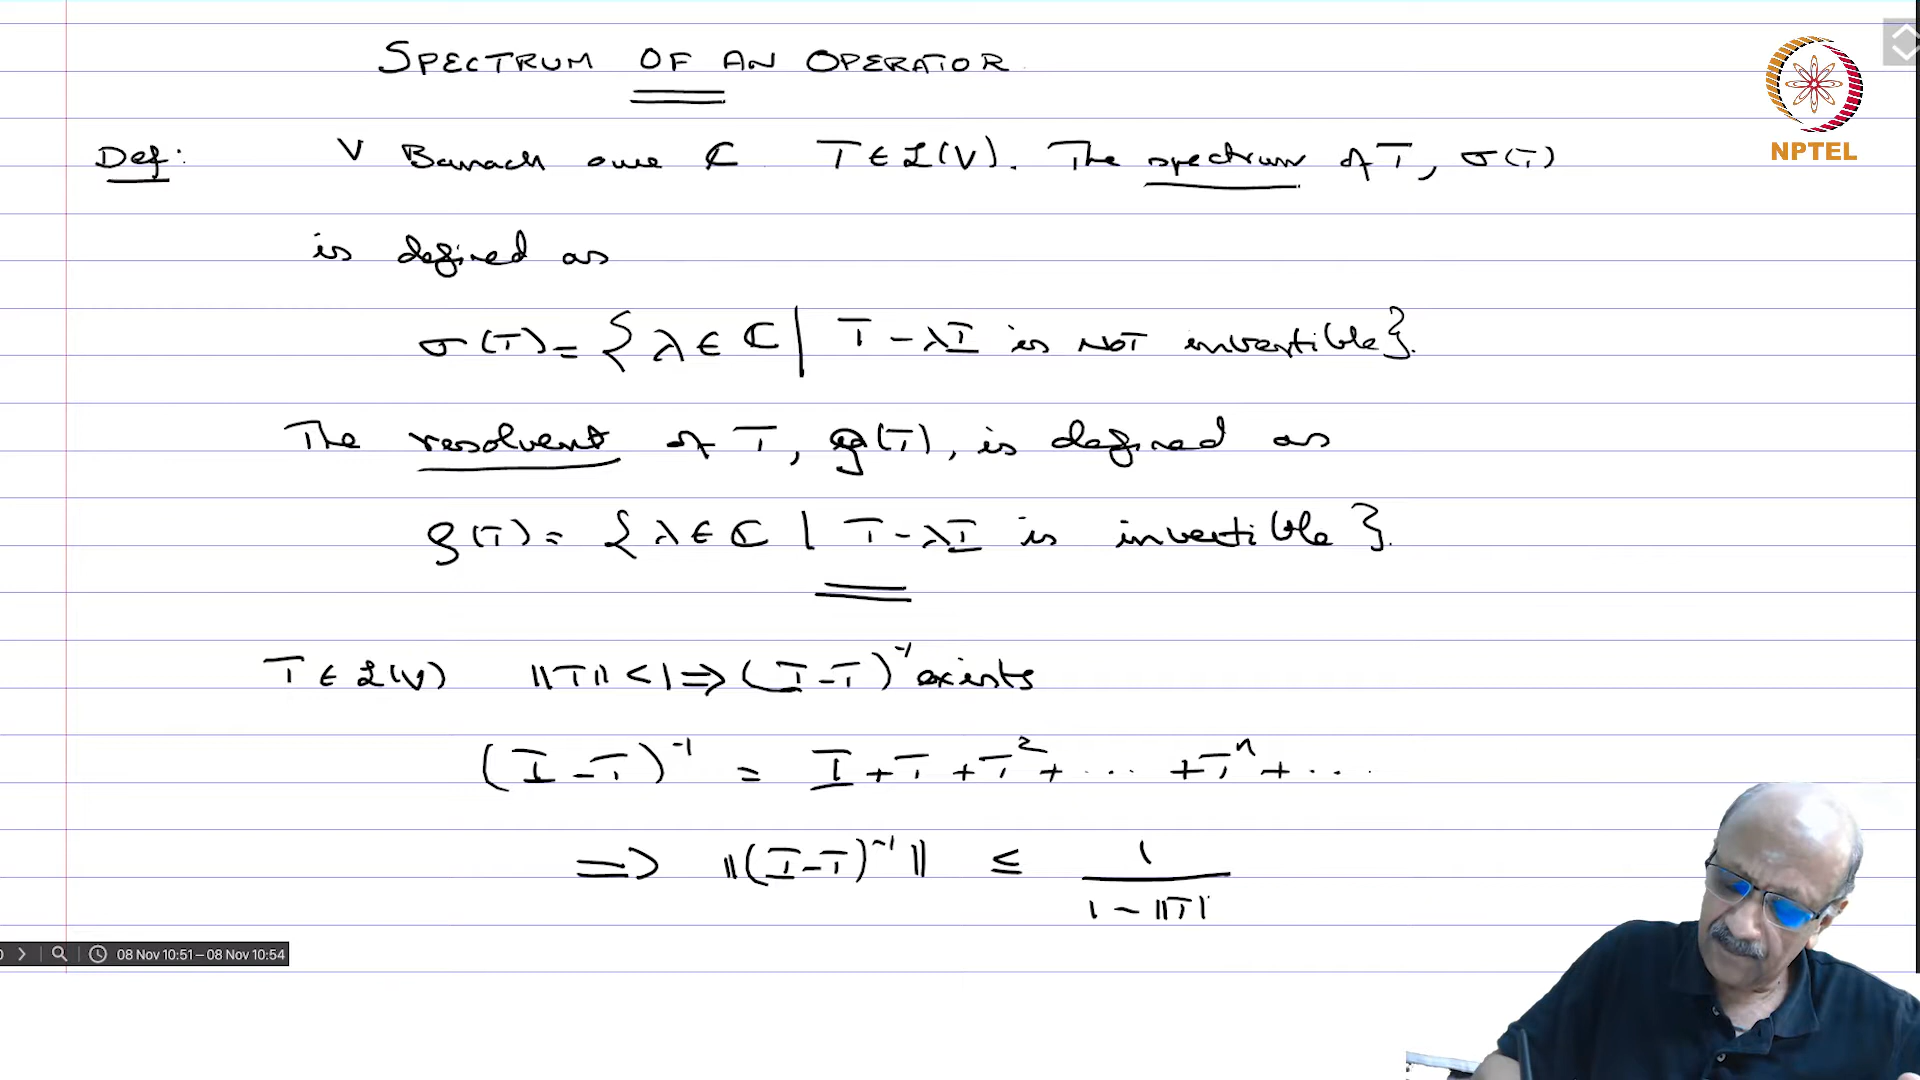 SPECTRUM OF AN OPERATOR
NPTEL
Def: V Banach over ℂ T ∈ ℒ(V). The spectrum of T, σ(T)
is defined as
σ(T) = {λ ∈ ℂ | T - λI is NOT invertible}.
The resolvent of T, ρ(T), is defined as
ρ(T) = {λ ∈ ℂ | T - λI is invertible}.
T ∈ ℒ(V) ||T|| < 1 ⇒ (I - T)⁻¹ exists
(I - T)⁻¹ = I + T + T² + ... + Tⁿ + ...
⇒ ||(I - T)⁻¹|| ≤ 1 / (1 - ||T|
08 Nov 10:51 – 08 Nov 10:54